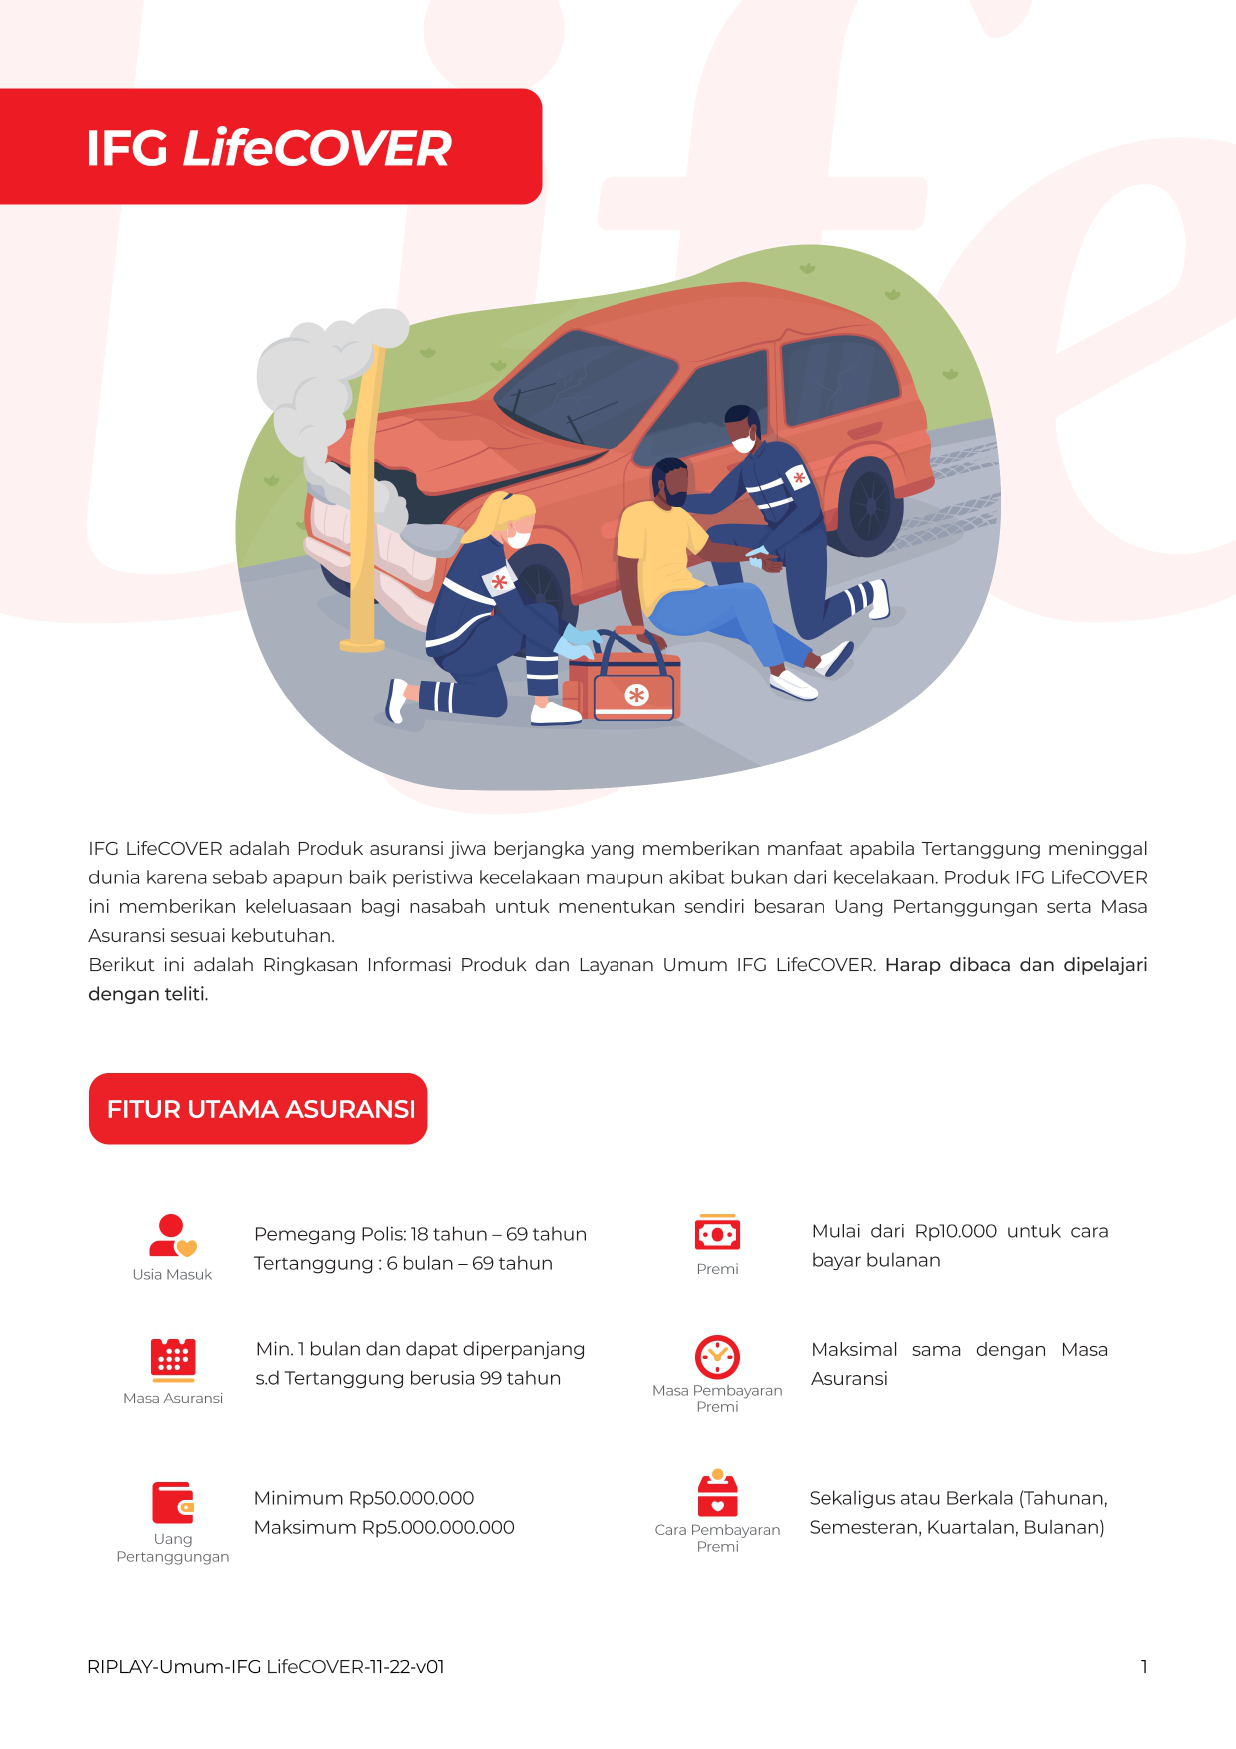 IFG LifeCOVER
IFG LifeCOVER adalah Produk asuransi jiwa berjangka yang memberikan manfaat apabila Tertanggung meninggal
dunia karena sebab apapun baik peristiwa kecelakaan maupun akibat bukan dari kecelakaan. Produk IFG LifeCOVER
ini memberikan keleluasaan bagi nasabah untuk menentukan sendiri besaran Uang Pertanggungan serta Masa
Asuransi sesuai kebutuhan.
Berikut ini adalah Ringkasan Informasi Produk dan Layanan Umum IFG LifeCOVER. Harap dibaca dan dipelajari
dengan teliti.
FITUR UTAMA ASURANSI
Usia Masuk
Pemegang Polis: 18 tahun – 69 tahun
Tertanggung : 6 bulan – 69 tahun
Premi
Mulai dari Rp10.000 untuk cara
bayar bulanan
Masa Asuransi
Min. 1 bulan dan dapat diperpanjang
s.d Tertanggung berusia 99 tahun
Masa Pembayaran
Premi
Maksimal sama dengan Masa
Asuransi
Uang
Pertanggungan
Minimum Rp50.000.000
Maksimum Rp5.000.000.000
Cara Pembayaran
Premi
Sekaligus atau Berkala (Tahunan,
Semesteran, Kuartalan, Bulanan)
RIPLAY-Umum-IFG LifeCOVER-11-22-v01
1
Life